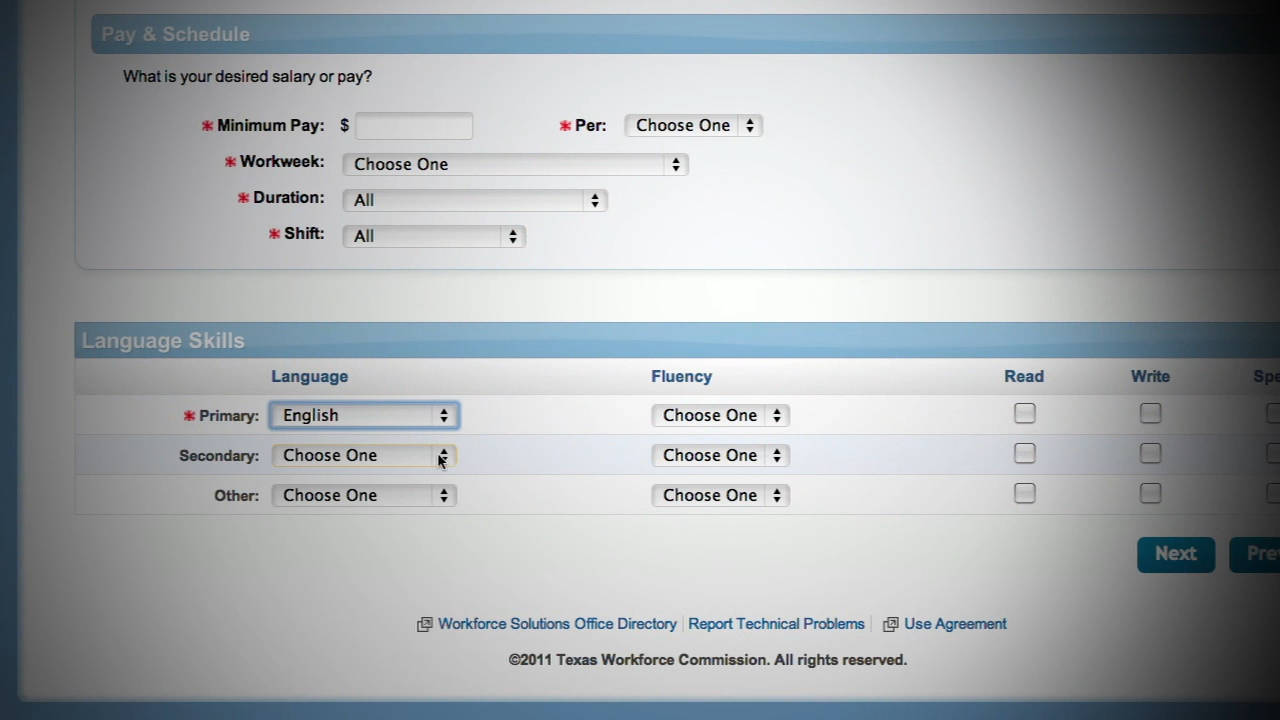 Pay & Schedule
What is your desired salary or pay?
* Minimum Pay: $ * Per: Choose One
* Workweek: Choose One
* Duration: All
* Shift: All
Language Skills
Language Fluency Read Write Spe
* Primary: English Choose One
Secondary: Choose One Choose One
Other: Choose One Choose One
Next Pre
Workforce Solutions Office Directory Report Technical Problems Use Agreement
©2011 Texas Workforce Commission. All rights reserved.